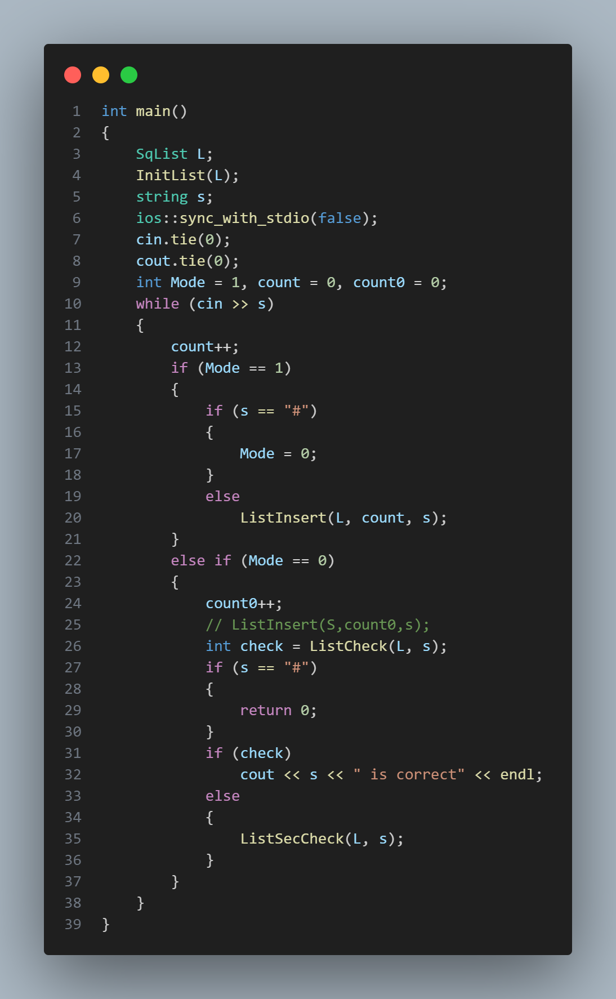 1 int main()
2 {
3     SqList L;
4     InitList(L);
5     string s;
6     ios::sync_with_stdio(false);
7     cin.tie(0);
8     cout.tie(0);
9     int Mode = 1, count = 0, count0 = 0;
10     while (cin >> s)
11     {
12         count++;
13         if (Mode == 1)
14         {
15             if (s == "#")
16             {
17                 Mode = 0;
18             }
19             else
20                 ListInsert(L, count, s);
21         }
22         else if (Mode == 0)
23         {
24             count0++;
25             // ListInsert(S,count0,s);
26             int check = ListCheck(L, s);
27             if (s == "#")
28             {
29                 return 0;
30             }
31             if (check)
32                 cout << s << " is correct" << endl;
33             else
34             {
35                 ListSecCheck(L, s);
36             }
37         }
38     }
39 }